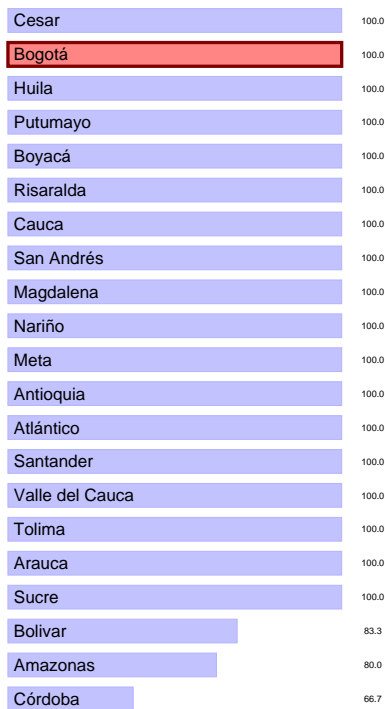 Cesar 100.0
Bogotá 100.0
Huila 100.0
Putumayo 100.0
Boyacá 100.0
Risaralda 100.0
Cauca 100.0
San Andrés 100.0
Magdalena 100.0
Nariño 100.0
Meta 100.0
Antioquia 100.0
Atlántico 100.0
Santander 100.0
Valle del Cauca 100.0
Tolima 100.0
Arauca 100.0
Sucre 100.0
Bolivar 83.3
Amazonas 80.0
Córdoba 66.7